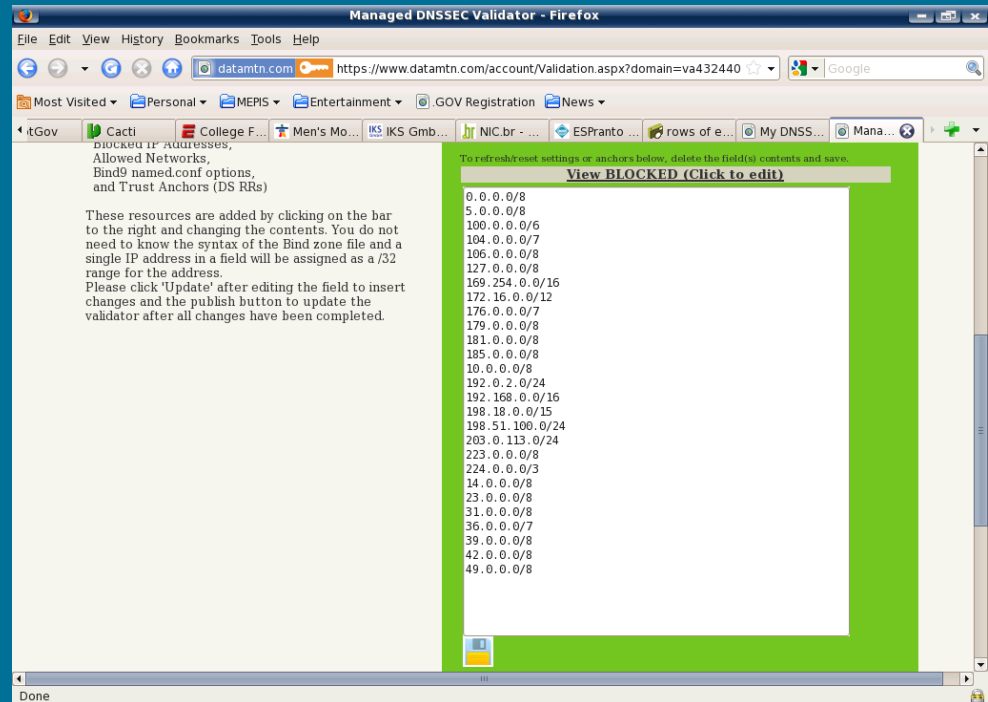 Managed DNSSEC Validator - Firefox
File Edit View History Bookmarks Tools Help
datamtn.com https://www.datamtn.com/account/Validation.aspx?domain=va432440 Google
Most Visited Personal MEPIS Entertainment .GOV Registration News
tGov Cacti College F... Men's Mo... IKS IKS Gmb... NIC.br - ... ESPranto ... rows of e... My DNSS... Mana...
Blocked IP Addresses,
Allowed Networks,
Bind9 named.conf options,
and Trust Anchors (DS RRs)
These resources are added by clicking on the bar
to the right and changing the contents. You do not
need to know the syntax of the Bind zone file and a
single IP address in a field will be assigned as a /32
range for the address.
Please click 'Update' after editing the field to insert
changes and the publish button to update the
validator after all changes have been completed.
To refresh/reset settings or anchors below, delete the field(s) contents and save.
View BLOCKED (Click to edit)
0.0.0.0/8
5.0.0.0/8
100.0.0.0/6
104.0.0.0/7
106.0.0.0/8
127.0.0.0/8
169.254.0.0/16
172.16.0.0/12
176.0.0.0/7
179.0.0.0/8
181.0.0.0/8
185.0.0.0/8
10.0.0.0/8
192.0.2.0/24
192.168.0.0/16
198.18.0.0/15
198.51.100.0/24
203.0.113.0/24
223.0.0.0/8
224.0.0.0/3
14.0.0.0/8
23.0.0.0/8
31.0.0.0/8
36.0.0.0/7
39.0.0.0/8
42.0.0.0/8
49.0.0.0/8
Done